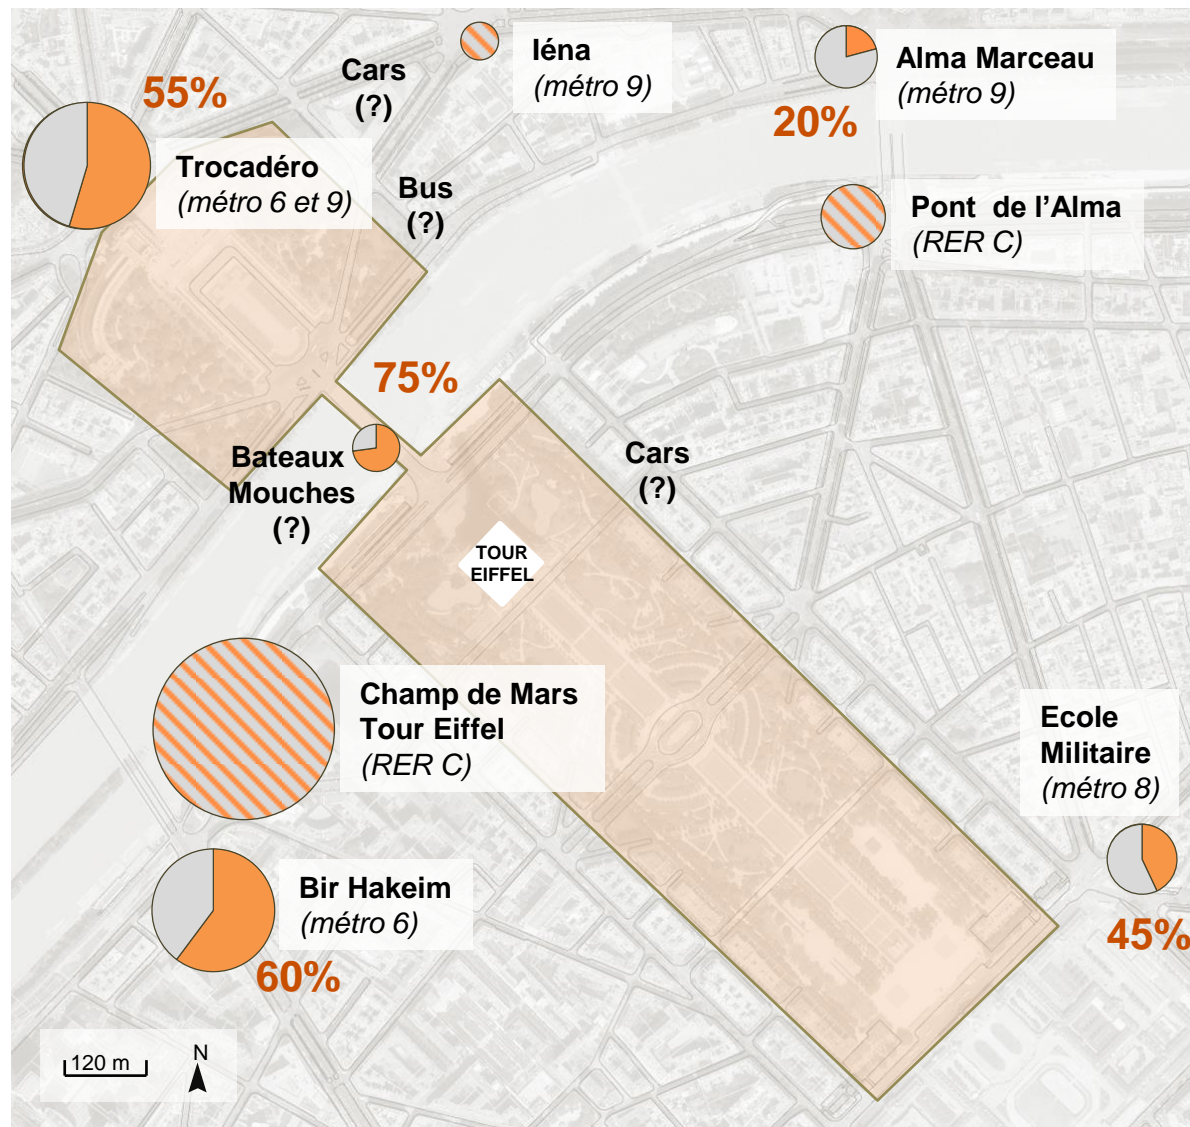 Iéna
(métro 9)
Alma Marceau
(métro 9)
20%
Cars
(?)
55%
Trocadéro
(métro 6 et 9)
Bus
(?)
Pont  de l’Alma
(RER C)
75%
Bateaux
Mouches
(?)
Cars
(?)
TOUR
EIFFEL
Champ de Mars
Tour Eiffel
(RER C)
Ecole
Militaire
(métro 8)
45%
Bir Hakeim
(métro 6)
60%
120 m
N